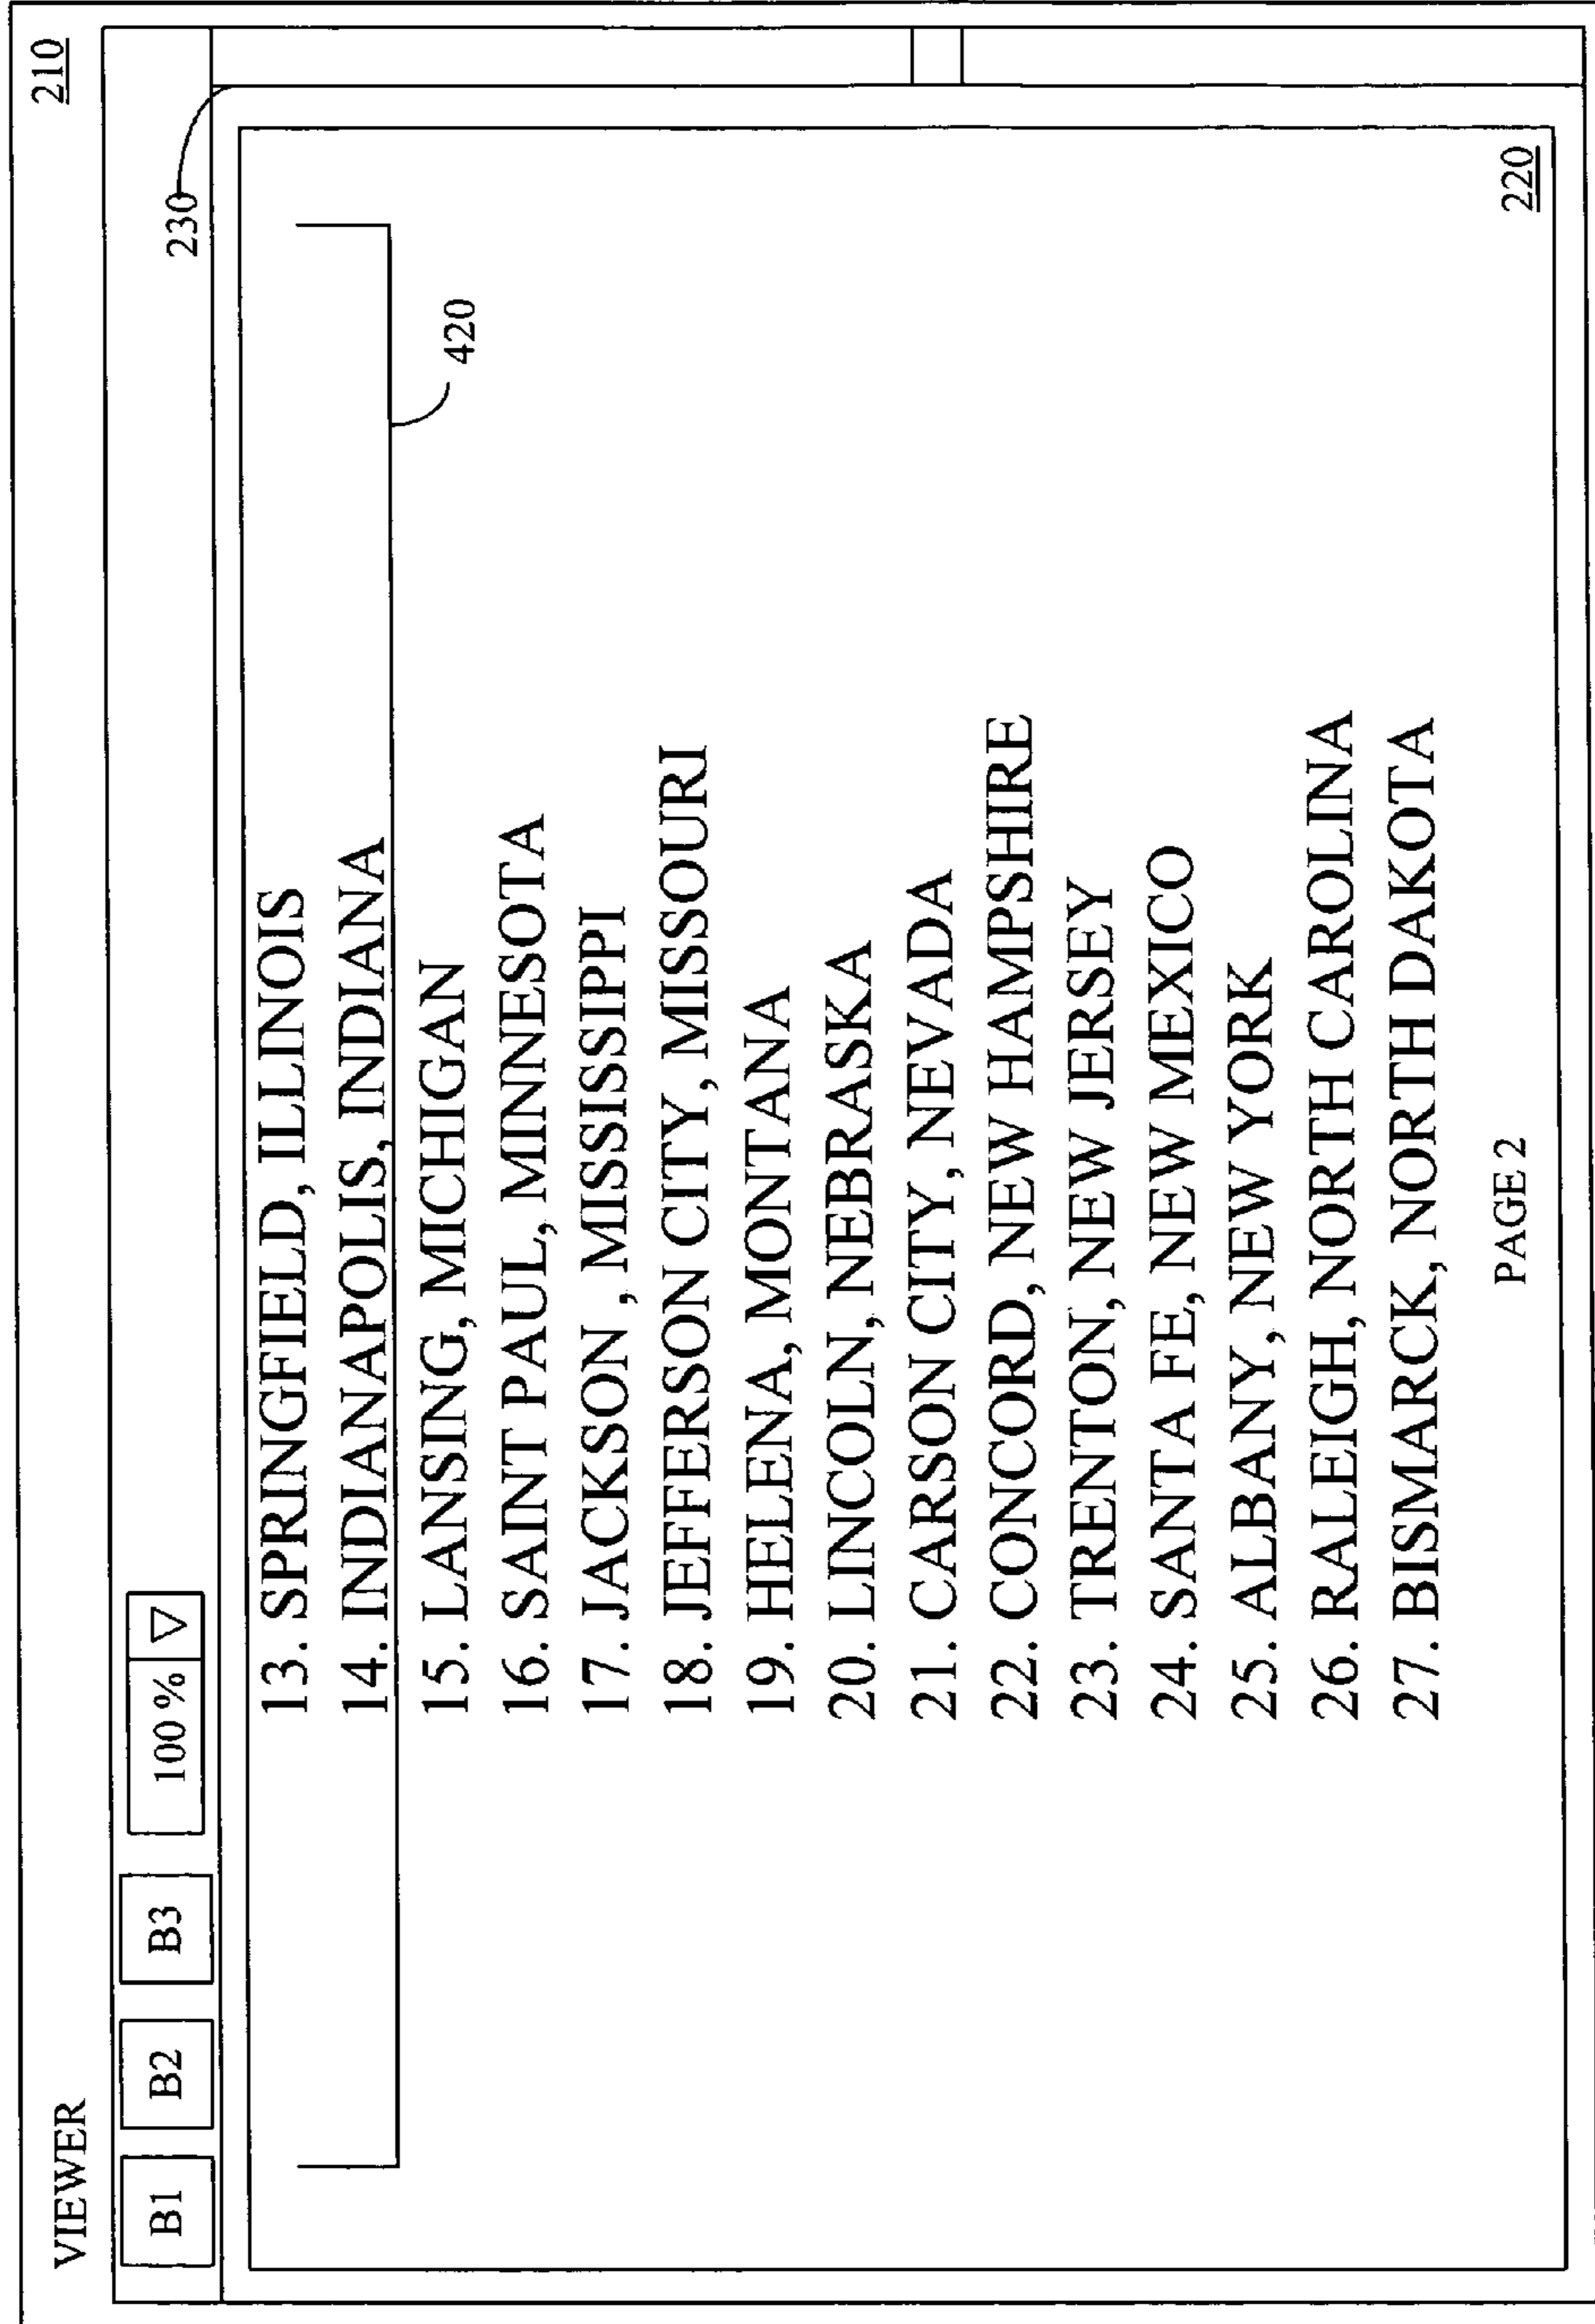 210
VIEWER
B1 B2 B3 100 % ▽
230
13. SPRINGFIELD, ILLINOIS
14. INDIANAPOLIS, INDIANA
420
15. LANSING, MICHIGAN
16. SAINT PAUL, MINNESOTA
17. JACKSON , MISSISSIPPI
18. JEFFERSON CITY, MISSOURI
19. HELENA, MONTANA
20. LINCOLN, NEBRASKA
21. CARSON CITY, NEVADA
22. CONCORD, NEW HAMPSHIRE
23. TRENTON, NEW JERSEY
24. SANTA FE, NEW MEXICO
25. ALBANY, NEW YORK
26. RALEIGH, NORTH CAROLINA
27. BISMARCK, NORTH DAKOTA
PAGE 2
220